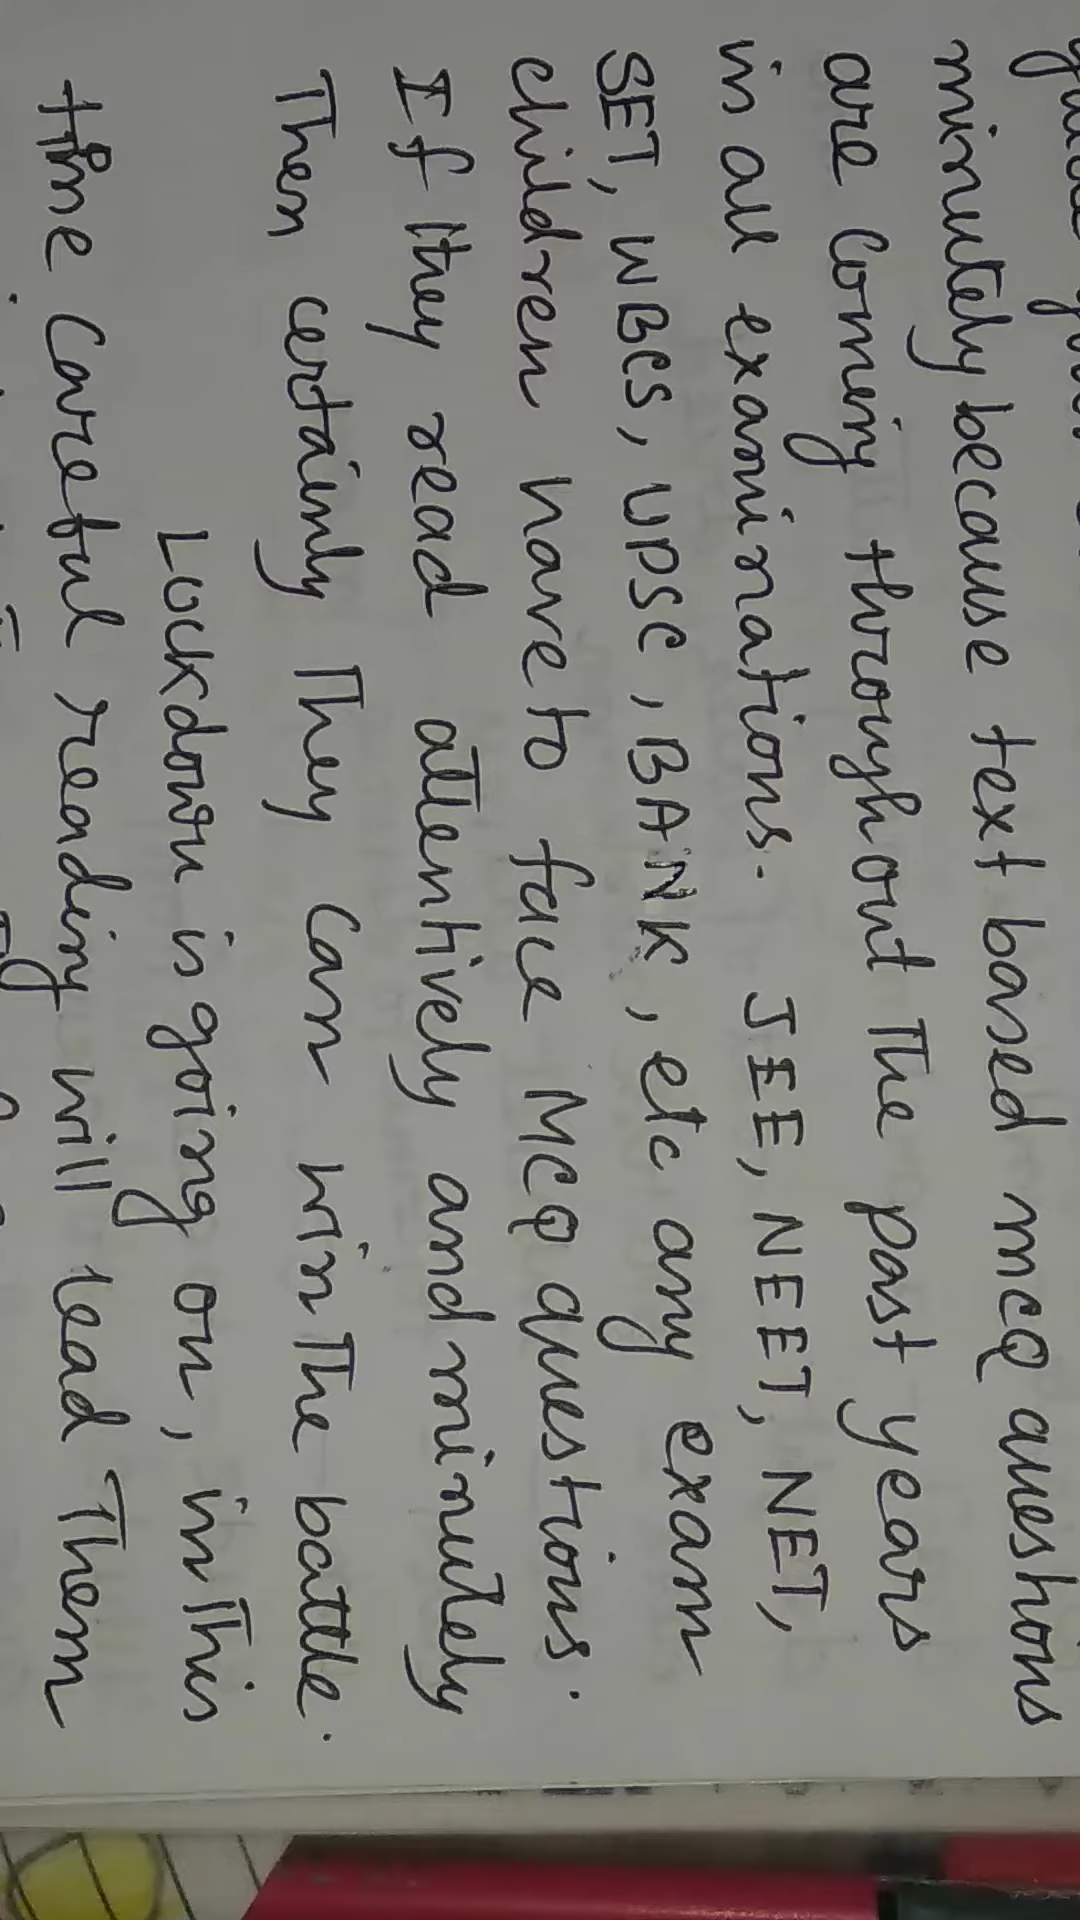 minutely because text based mcq questions
are coming throughout The past years
in all examinations. JEE, NEET, NET,
SET, WBCS, UPSC, BANK, etc any exam
children have to face MCQ questions.
If they read attentively and minutely
Then certainly They can win The battle.
Lockdown is going on, in This
time careful reading will lead Them